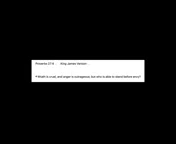 Proverbs 27:4 King James Version
4 Wrath is cruel, and anger is outrageous; but who is able to stand before envy?